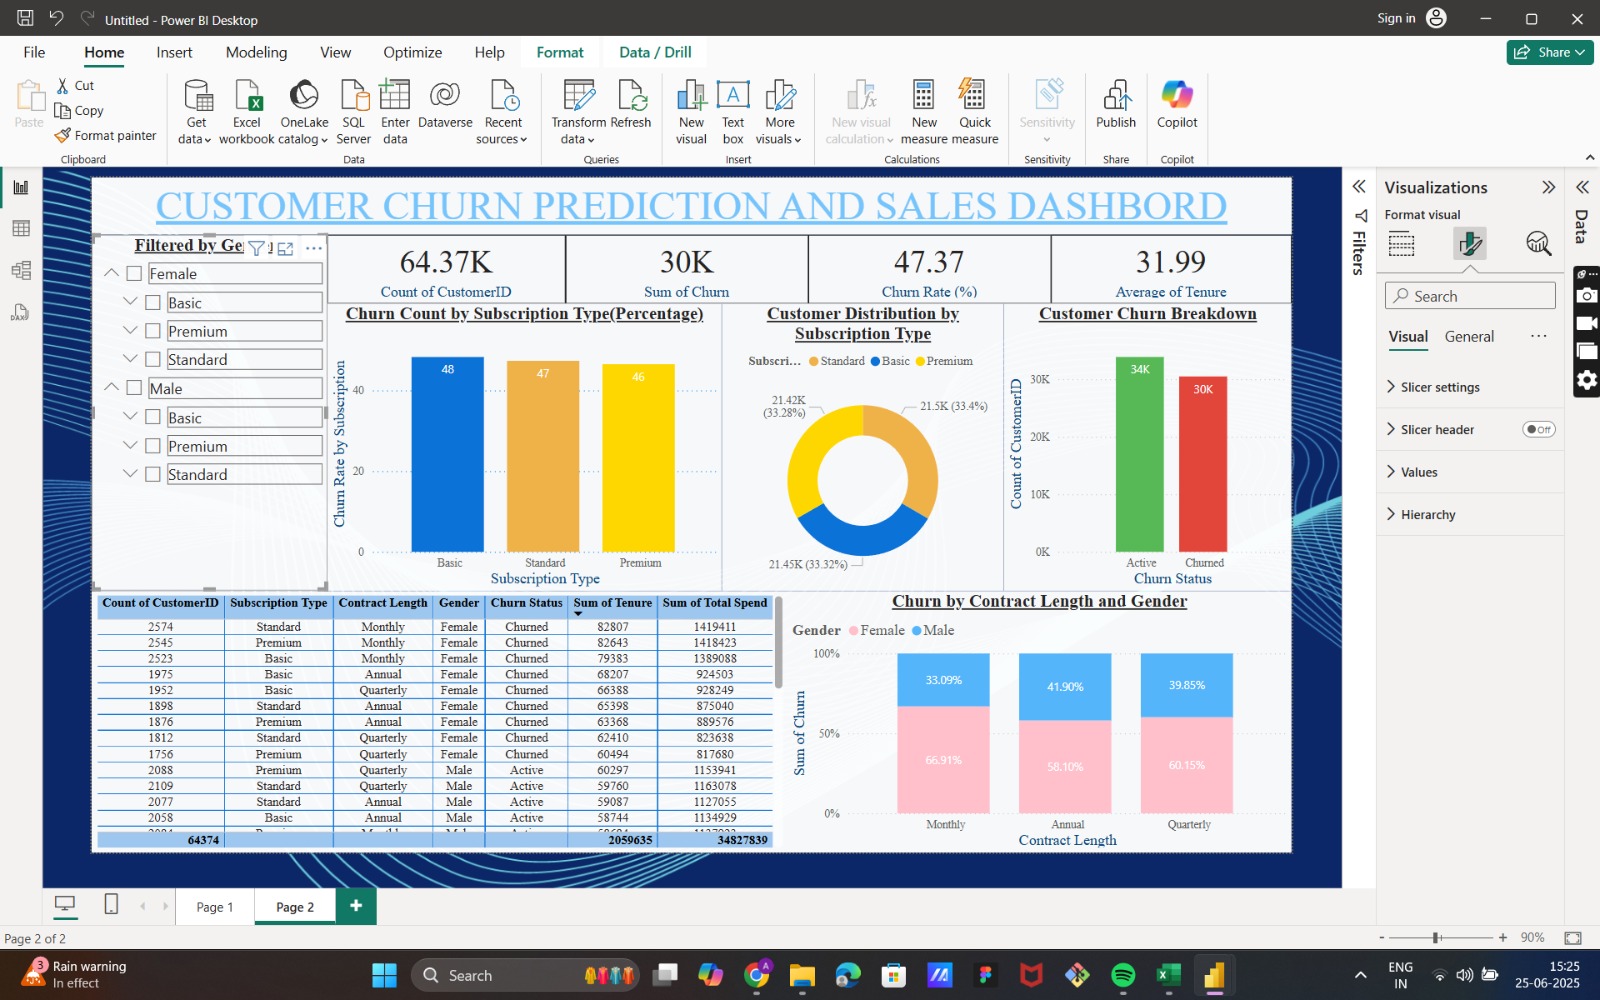 Untitled - Power BI Desktop
Sign in
File Home Insert Modeling View Optimize Help Format Data / Drill
Share
Paste
Cut
Copy
Format painter
Clipboard
Get data
Excel workbook
OneLake catalog
SQL Server
Enter data
Dataverse
Recent sources
Data
Transform data
Refresh
Queries
New visual
Text box
More visuals
Insert
New visual calculation
New measure
Quick measure
Calculations
Sensitivity
Sensitivity
Publish
Share
Copilot
Copilot
CUSTOMER CHURN PREDICTION AND SALES DASHBORD
Filtered by
Female
Basic
Premium
Standard
Male
Basic
Premium
Standard
64.37K
Count of CustomerID
30K
Sum of Churn
47.37
Churn Rate (%)
31.99
Average of Tenure
Churn Count by Subscription Type(Percentage)
Churn Rate by Subscription
40
20
0
48
47
46
Basic Standard Premium
Subscription Type
Customer Distribution by
Subscription Type
Subscri... Standard Basic Premium
21.42K
(33.28%)
21.5K (33.4%)
21.45K (33.32%)
Customer Churn Breakdown
Count of CustomerID
30K
20K
10K
0K
34K
30K
Active Churned
Churn Status
Count of CustomerID Subscription Type Contract Length Gender Churn Status Sum of Tenure Sum of Total Spend
2574 Standard Monthly Female Churned 82807 1419411
2545 Premium Monthly Female Churned 82643 1418423
2523 Basic Monthly Female Churned 79383 1389088
1975 Basic Annual Female Churned 68207 924503
1952 Basic Quarterly Female Churned 66388 928249
1898 Standard Annual Female Churned 65398 875040
1876 Premium Annual Female Churned 63368 889576
1812 Standard Quarterly Female Churned 62410 823638
1756 Premium Quarterly Female Churned 60494 817680
2088 Premium Quarterly Male Active 60297 1153941
2109 Standard Quarterly Male Active 59760 1163078
2077 Standard Annual Male Active 59087 1127055
2058 Basic Annual Male Active 58744 1134929
64374 2059635 34827839
Churn by Contract Length and Gender
Gender Female Male
Sum of Churn
100%
50%
0%
33.09%
41.90%
39.85%
66.91%
58.10%
60.15%
Monthly Annual Quarterly
Contract Length
Filters
Visualizations
Format visual
Search
Visual General
Slicer settings
Slicer header Off
Values
Hierarchy
Data
Page 1
Page 2
Page 2 of 2
90%
3
Rain warning
In effect
Search
ENG
IN
15:25
25-06-2025